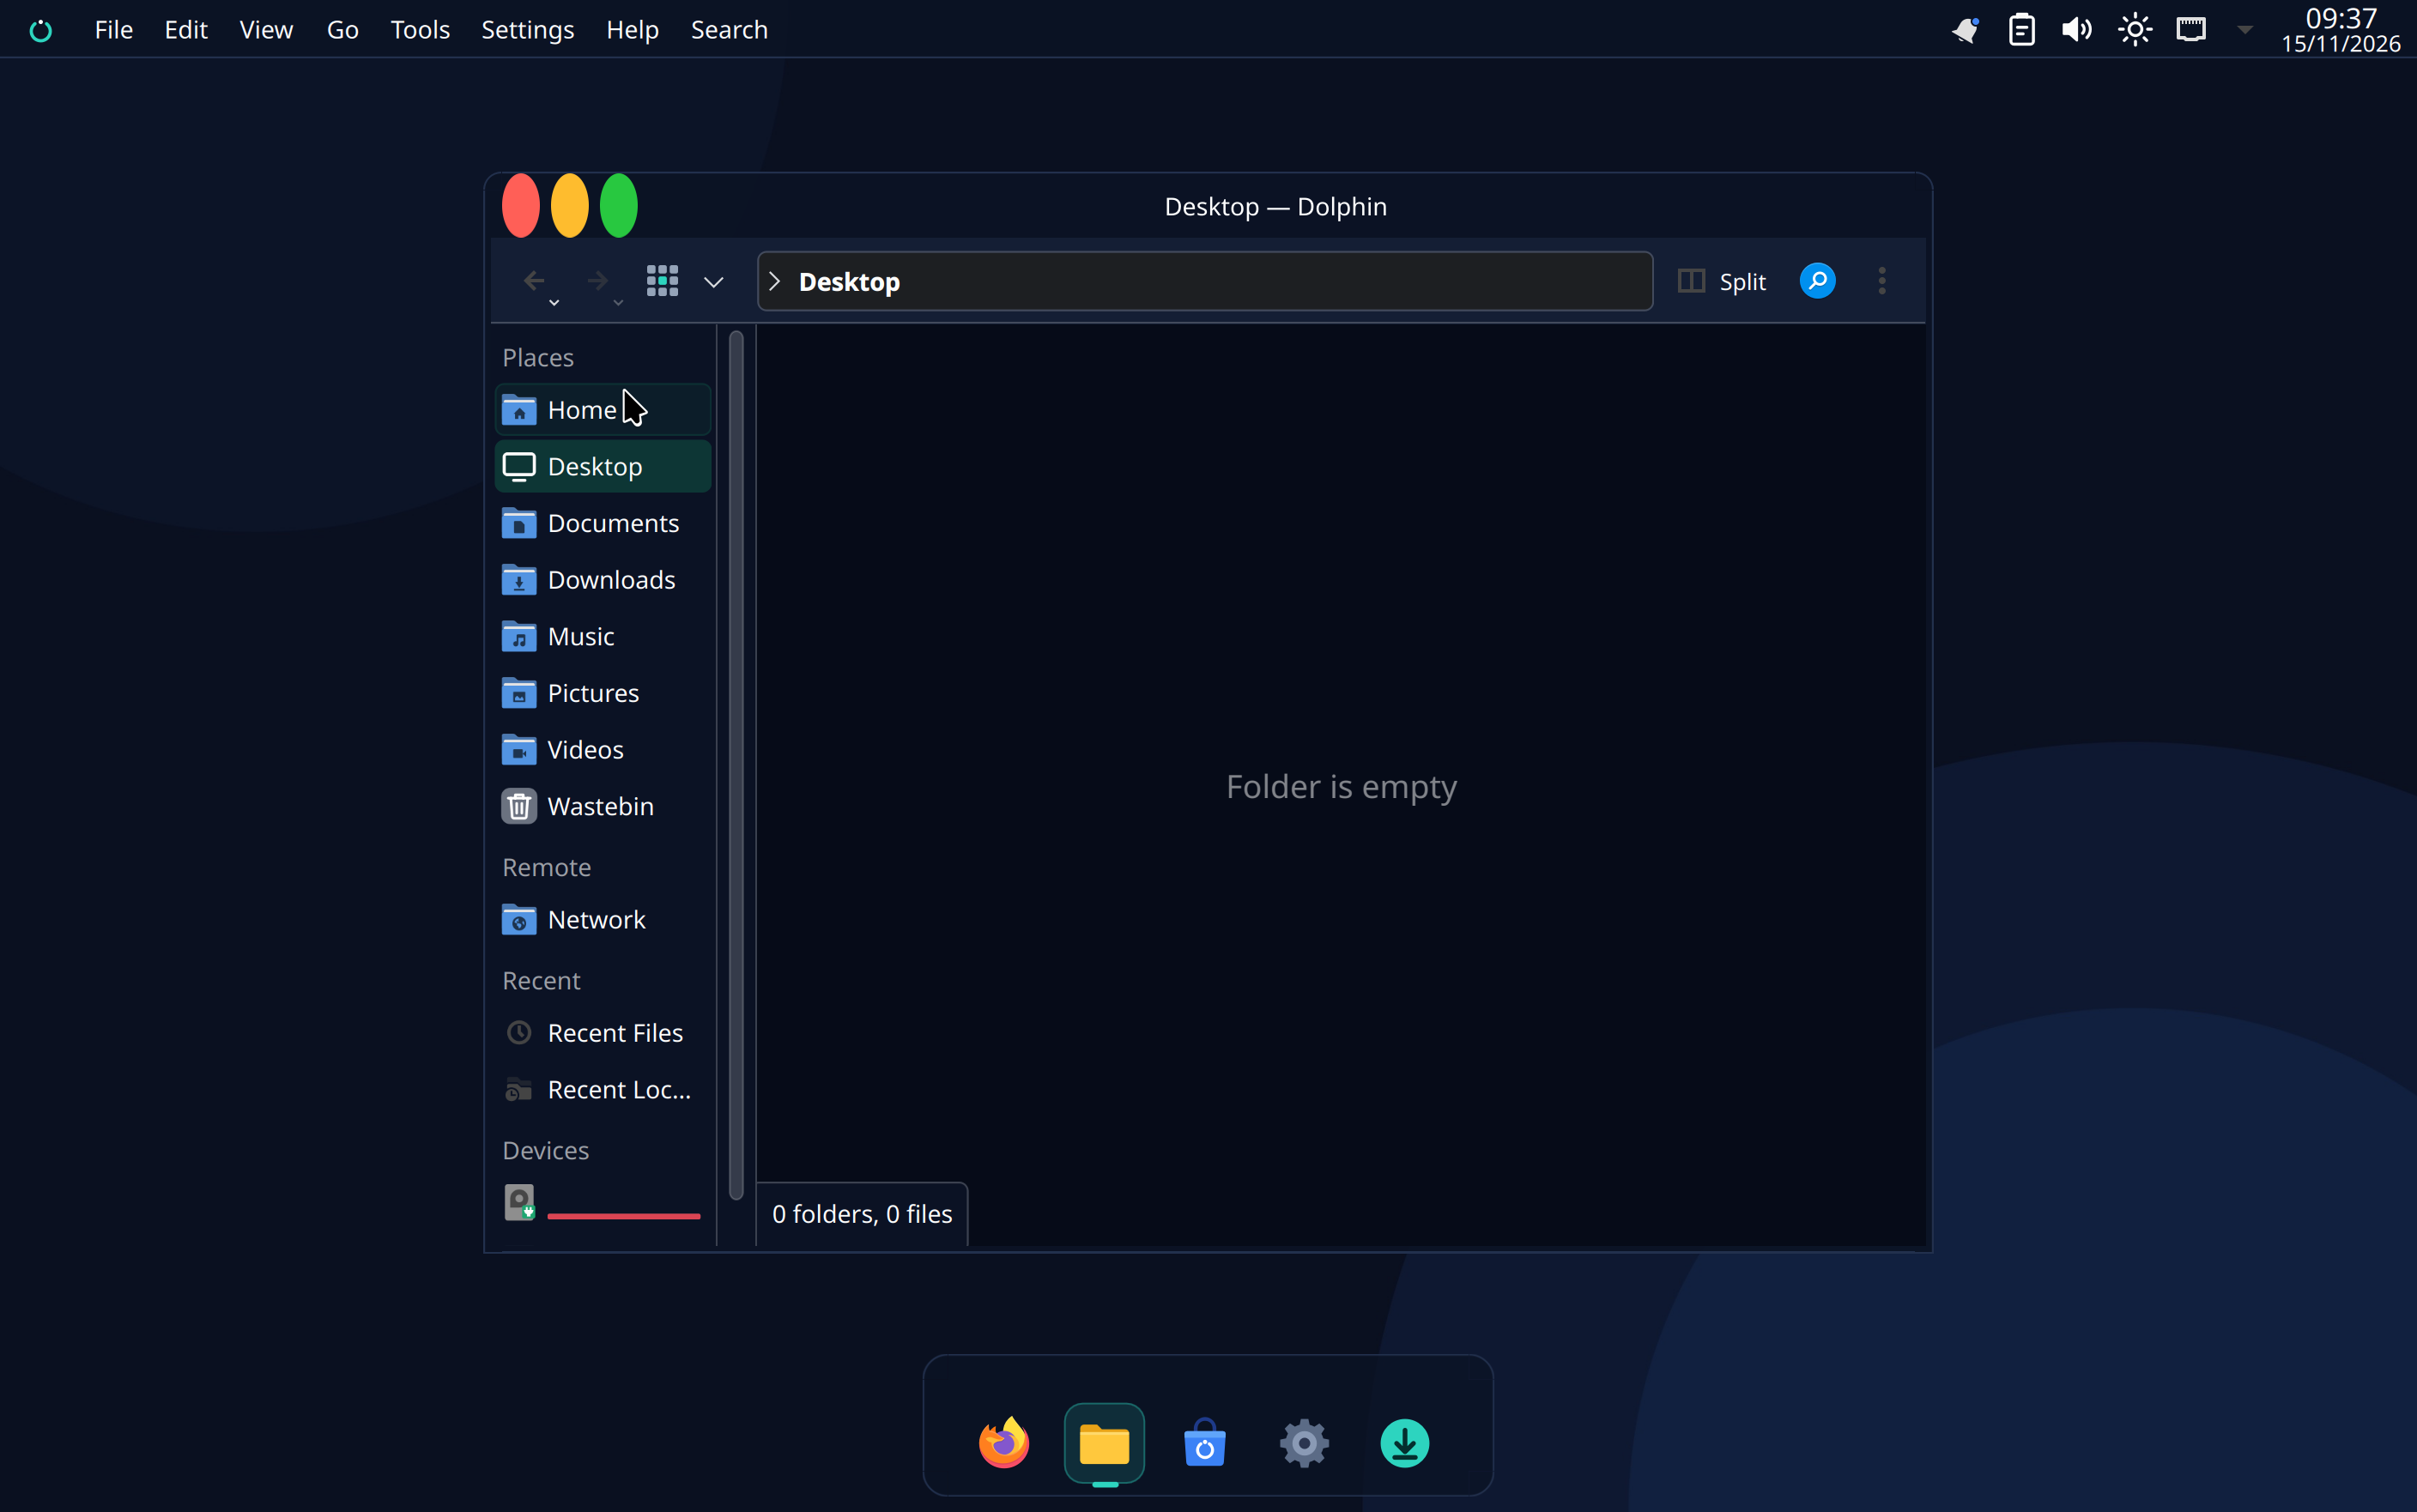 File Edit View Go Tools Settings Help Search
09:37
15/11/2026
Desktop — Dolphin
Desktop
Split
Places
Home
Desktop
Documents
Downloads
Music
Pictures
Videos
Wastebin
Remote
Network
Recent
Recent Files
Recent Loc...
Devices
Folder is empty
0 folders, 0 files